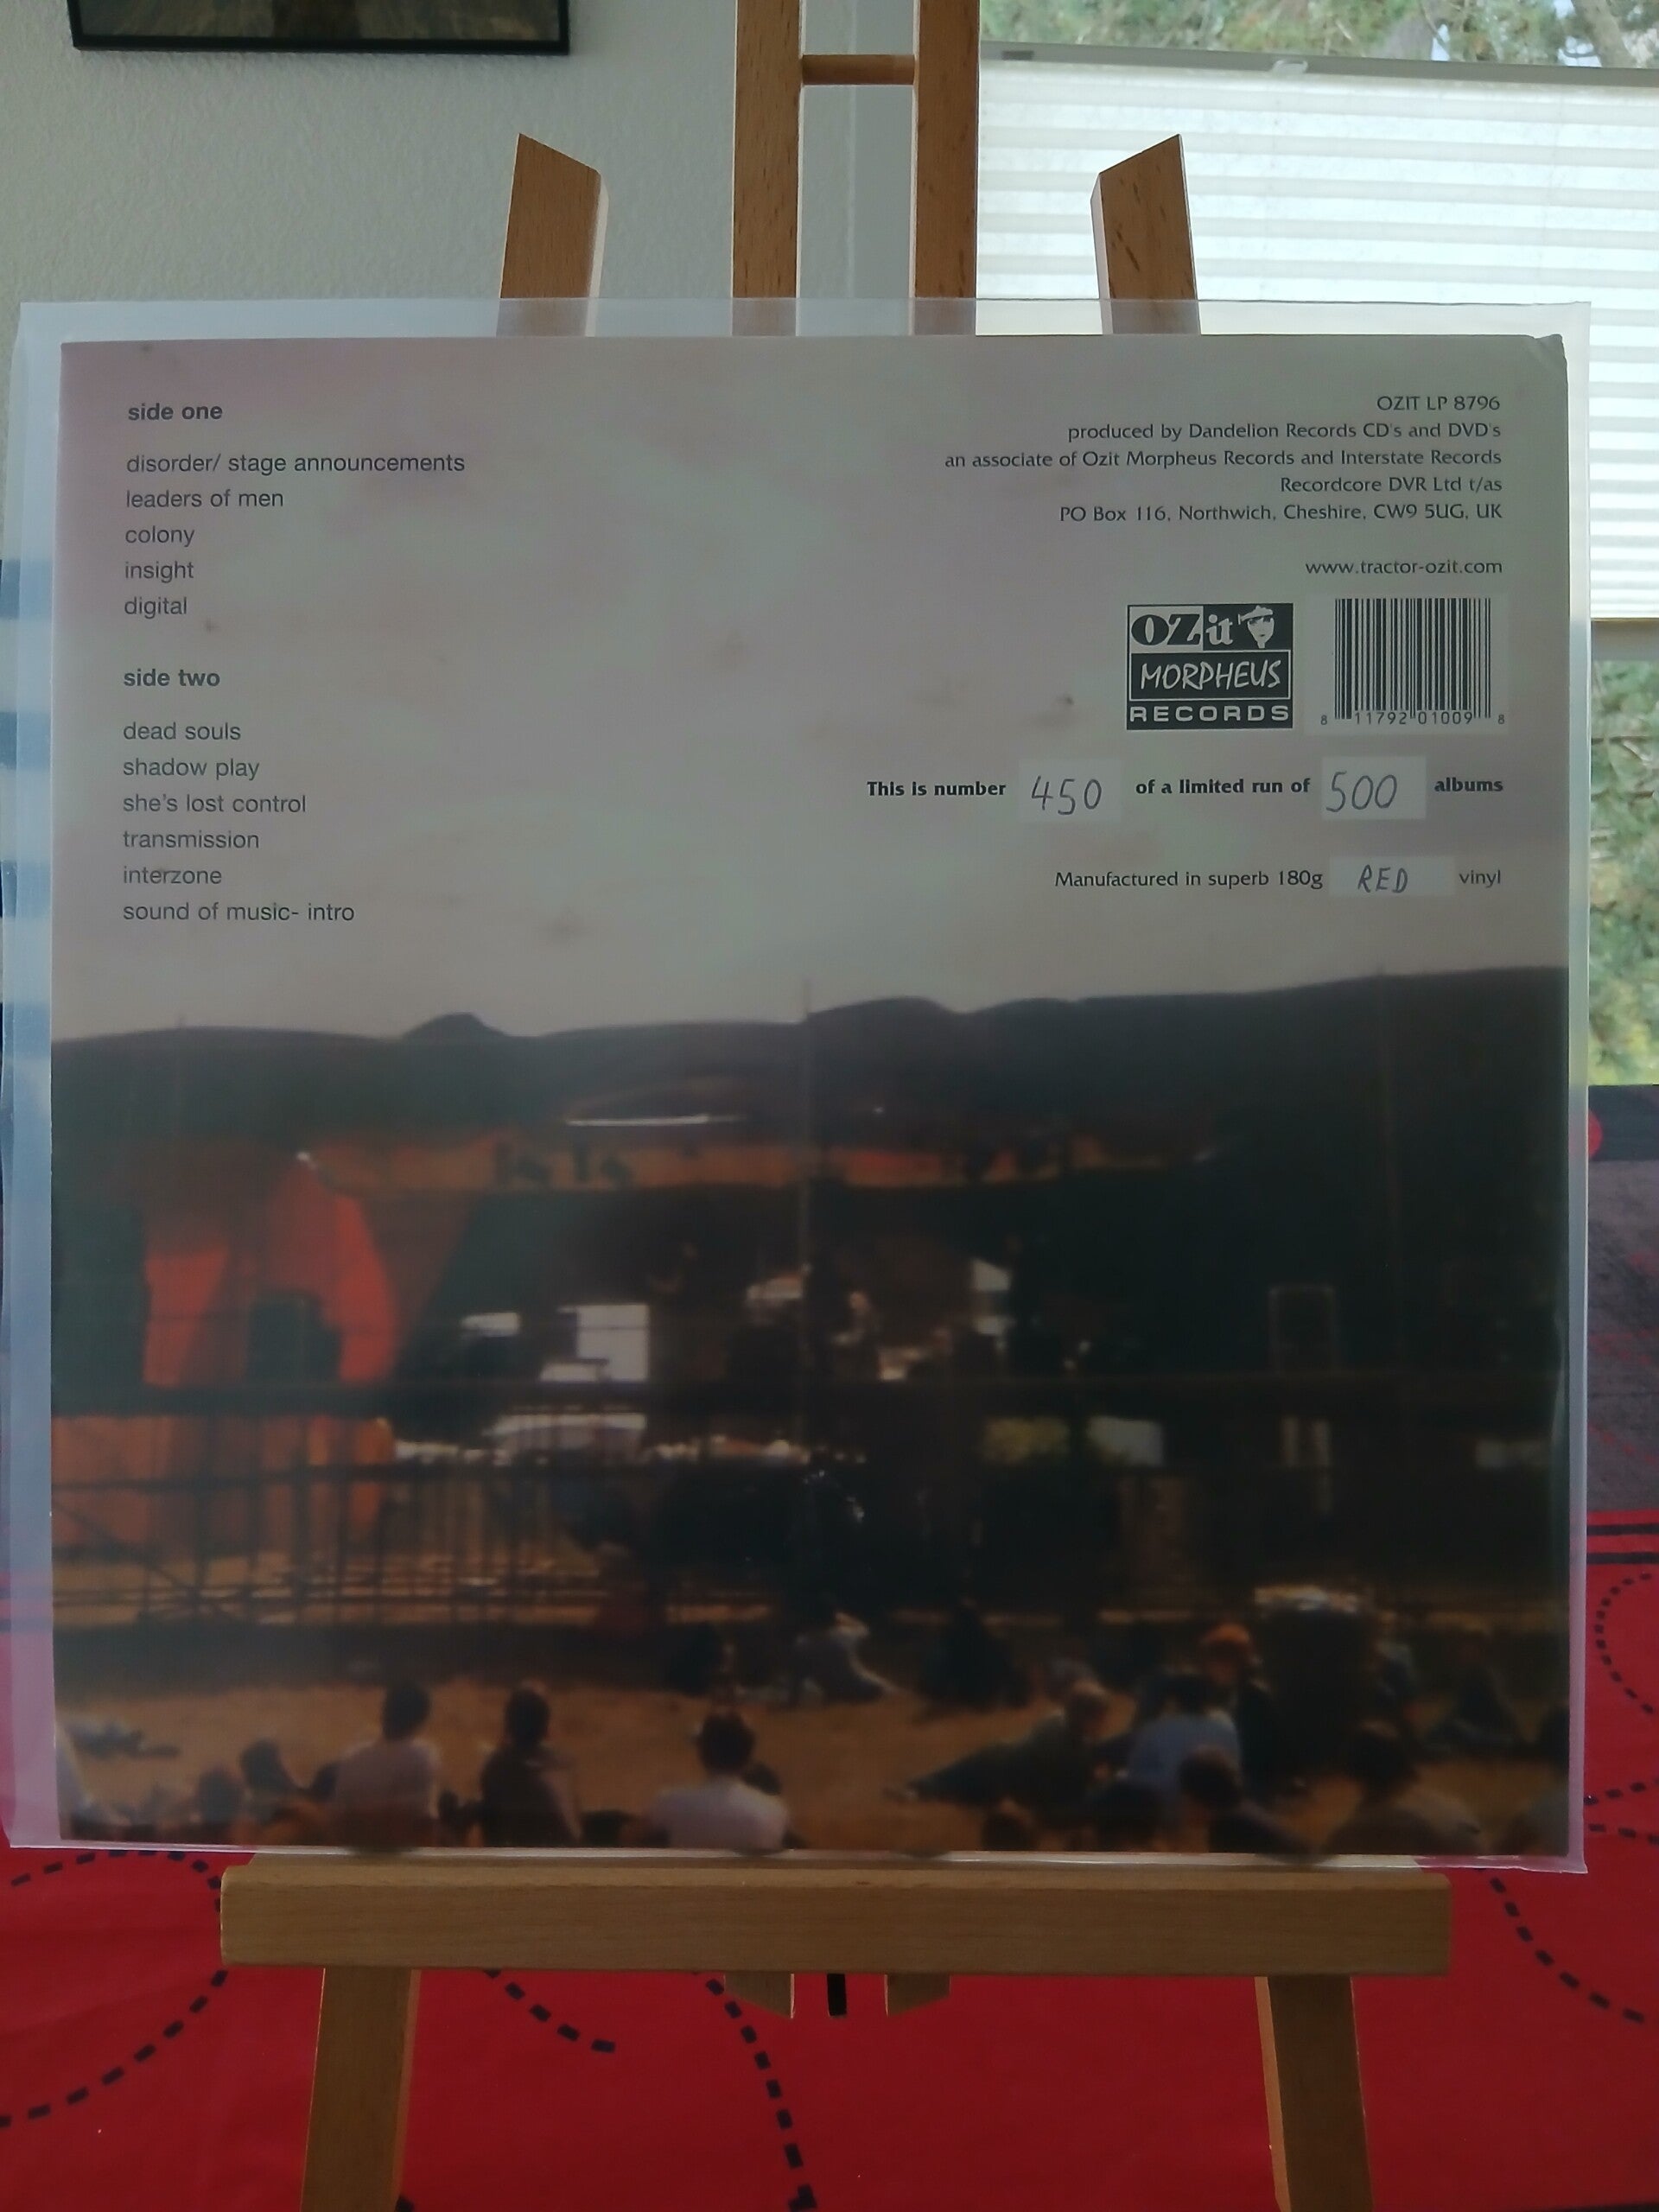 side one
disorder/ stage announcements
leaders of men
colony
insight
digital
side two
dead souls
shadow play
she's lost control
transmission
interzone
sound of music- intro
OZIT LP 8796
produced by Dandelion Records CD's and DVD's
an associate of Ozit Morpheus Records and Interstate Records
Recordcore DVR Ltd t/as
PO Box 116, Northwich, Cheshire, CW9 5UG, UK
www.tractor-ozit.com
OZit
MORPHEUS
RECORDS
8 11792 01009 8
This is number 450 of a limited run of 500 albums
Manufactured in superb 180g RED vinyl